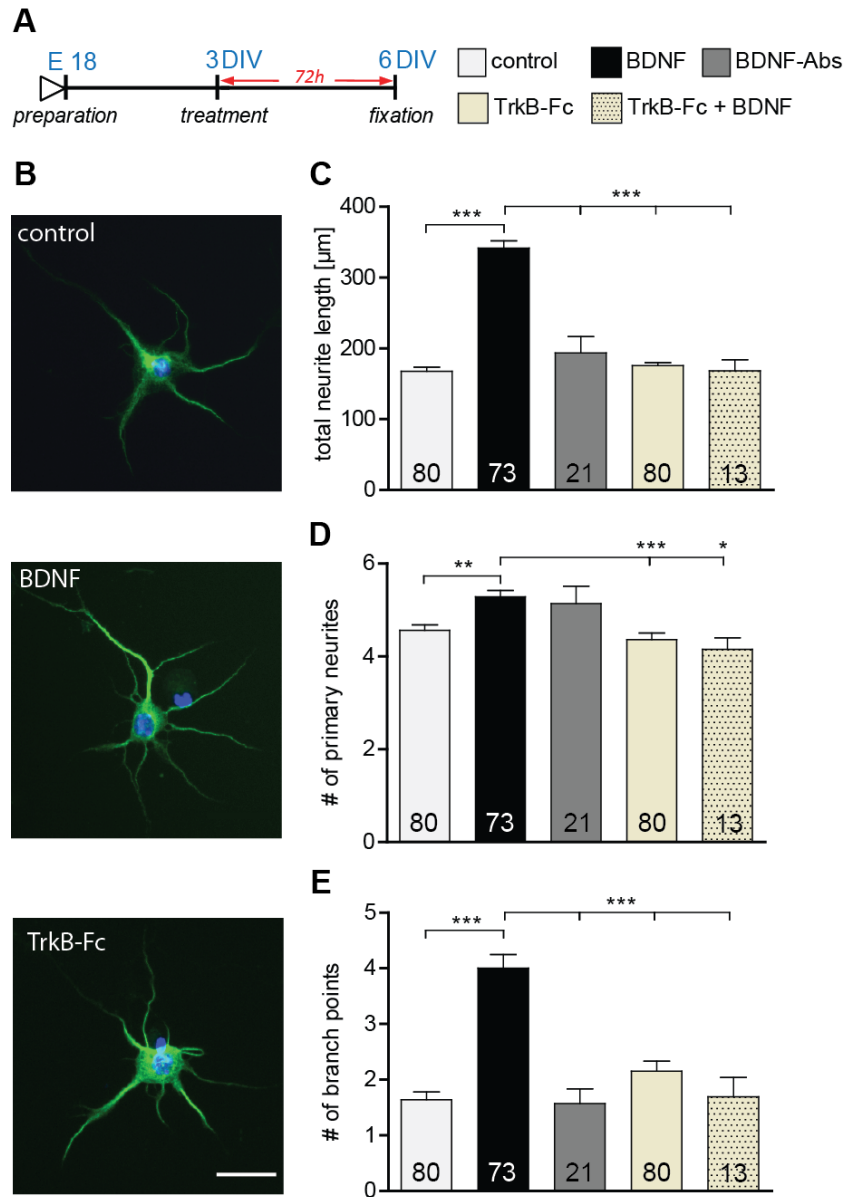 A
E 18
3 DIV
6 DIV
72h
preparation
treatment
fixation
control
BDNF
BDNF-Abs
TrkB-Fc
TrkB-Fc + BDNF
B
control
BDNF
TrkB-Fc
C
***
***
total neurite length [µm]
400
300
200
100
0
80
73
21
80
13
D
**
***
*
# of primary neurites
6
4
2
0
80
73
21
80
13
E
***
***
# of branch points
5
4
3
2
1
0
80
73
21
80
13